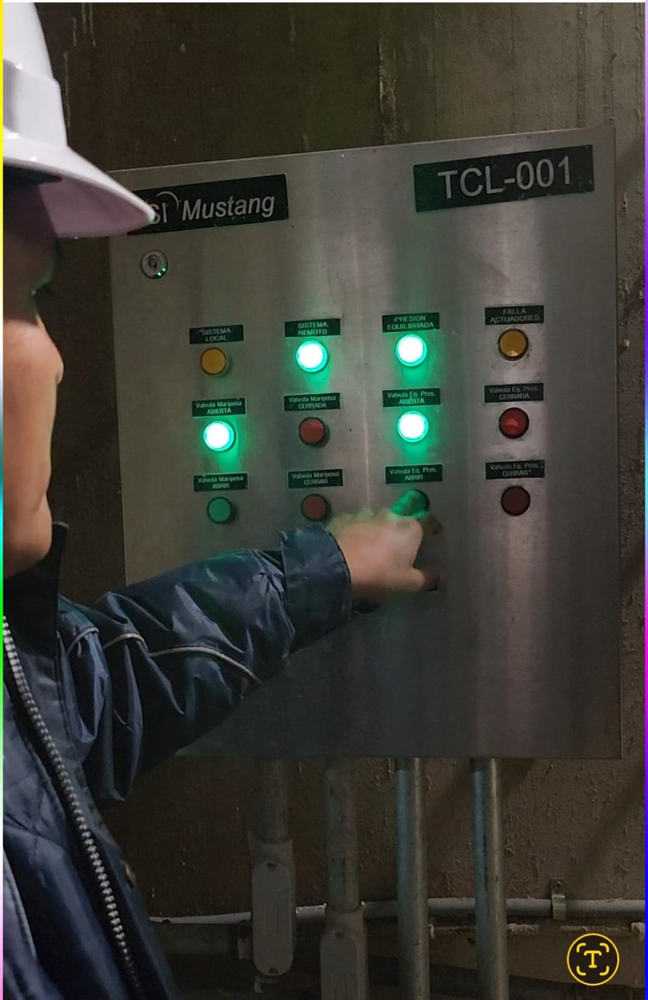 SI Mustang
TCL-001
SISTEMA
LOCAL
SISTEMA
REMOTO
PRESION
EQUILIBRADA
FALLA
ACTUADORES
Valvula Mariposa
ABIERTA
Valvula Mariposa
CERRADA
Valvula Eq. Pres.
ABIERTA
Valvula Eq. Pres.
CERRADA
Valvula Mariposa
ABRIR
Valvula Mariposa
CERRAR
Valvula Eq. Pres.
ABRIR
Valvula Eq. Pres.
CERRAR